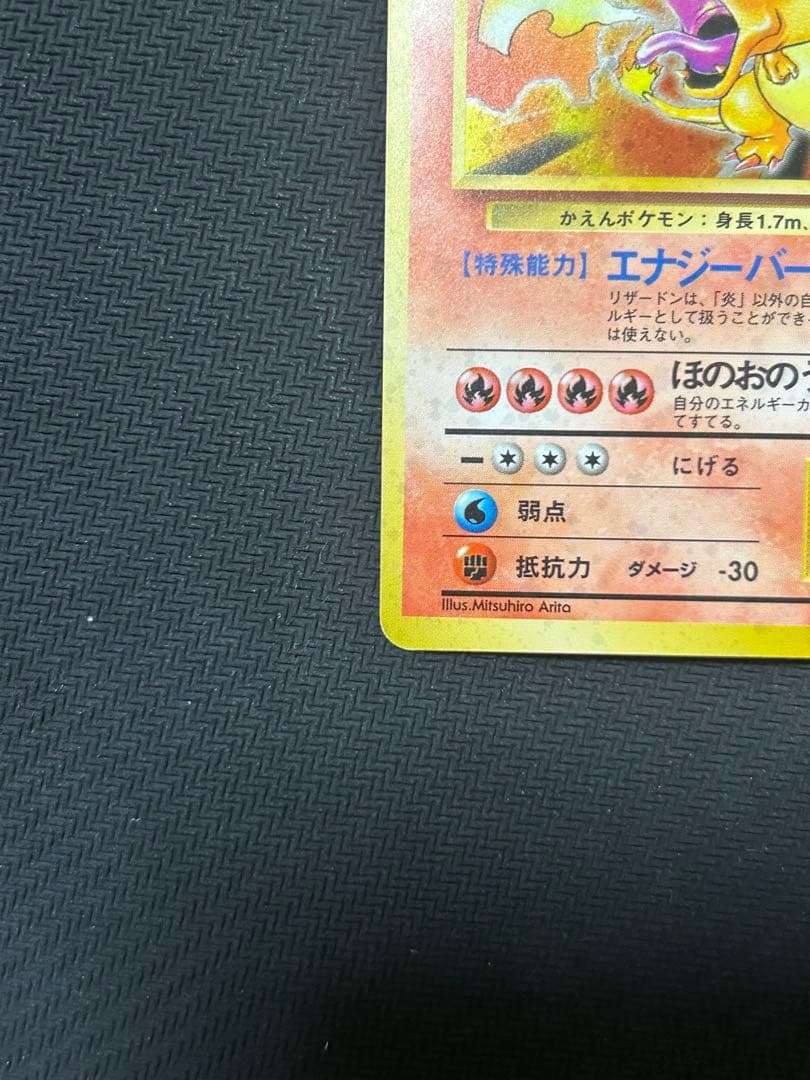 かえんポケモン：身長1.7m、
【特殊能力】 エナジーバー
リザードンは、「炎」以外の自
ルギーとして扱うことができ
は使えない。
ほのおのう
自分のエネルギーカ
てすてる。
ー にげる
弱点
抵抗力 ダメージ -30
Illus.Mitsuhiro Arita